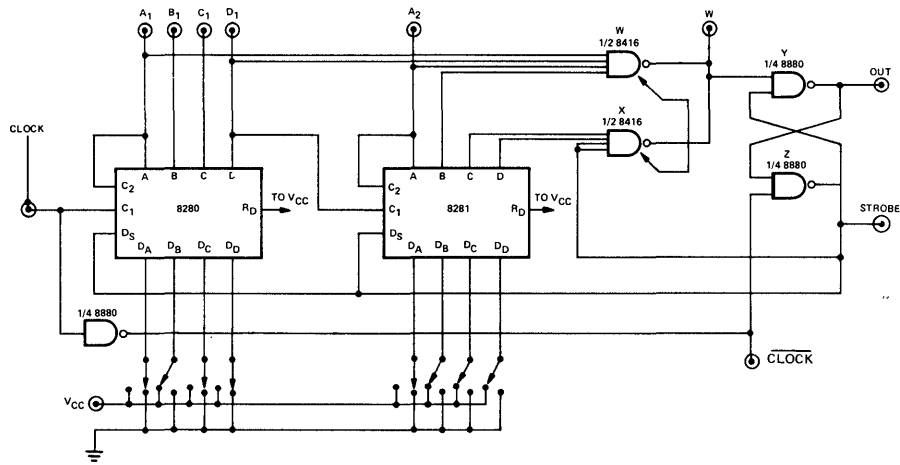 A1 B1 C1 D1 A2 W
W
1/2 8416
Y
1/4 8880
OUT
CLOCK
X
1/2 8416
Z
1/4 8880
A B C D
C2
C1
8280
RD
TO VCC
DS
DA DB DC DD
A B C D
C2
C1
8281
RD
TO VCC
DS
DA DB DC DD
STROBE
1/4 8880
CLOCK
VCC